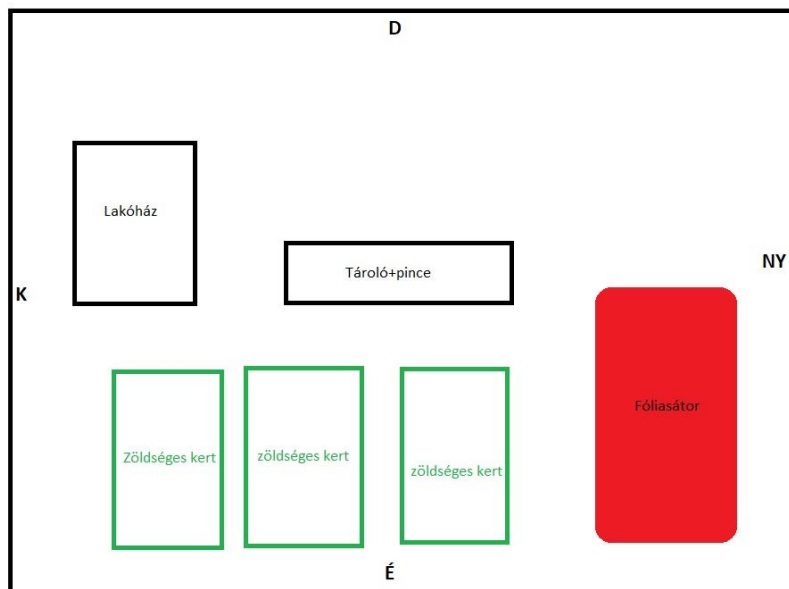 D
Lakóház
NY
Tároló+pince
K
Fóliasátor
Zöldséges kert
zöldséges kert
zöldséges kert
É